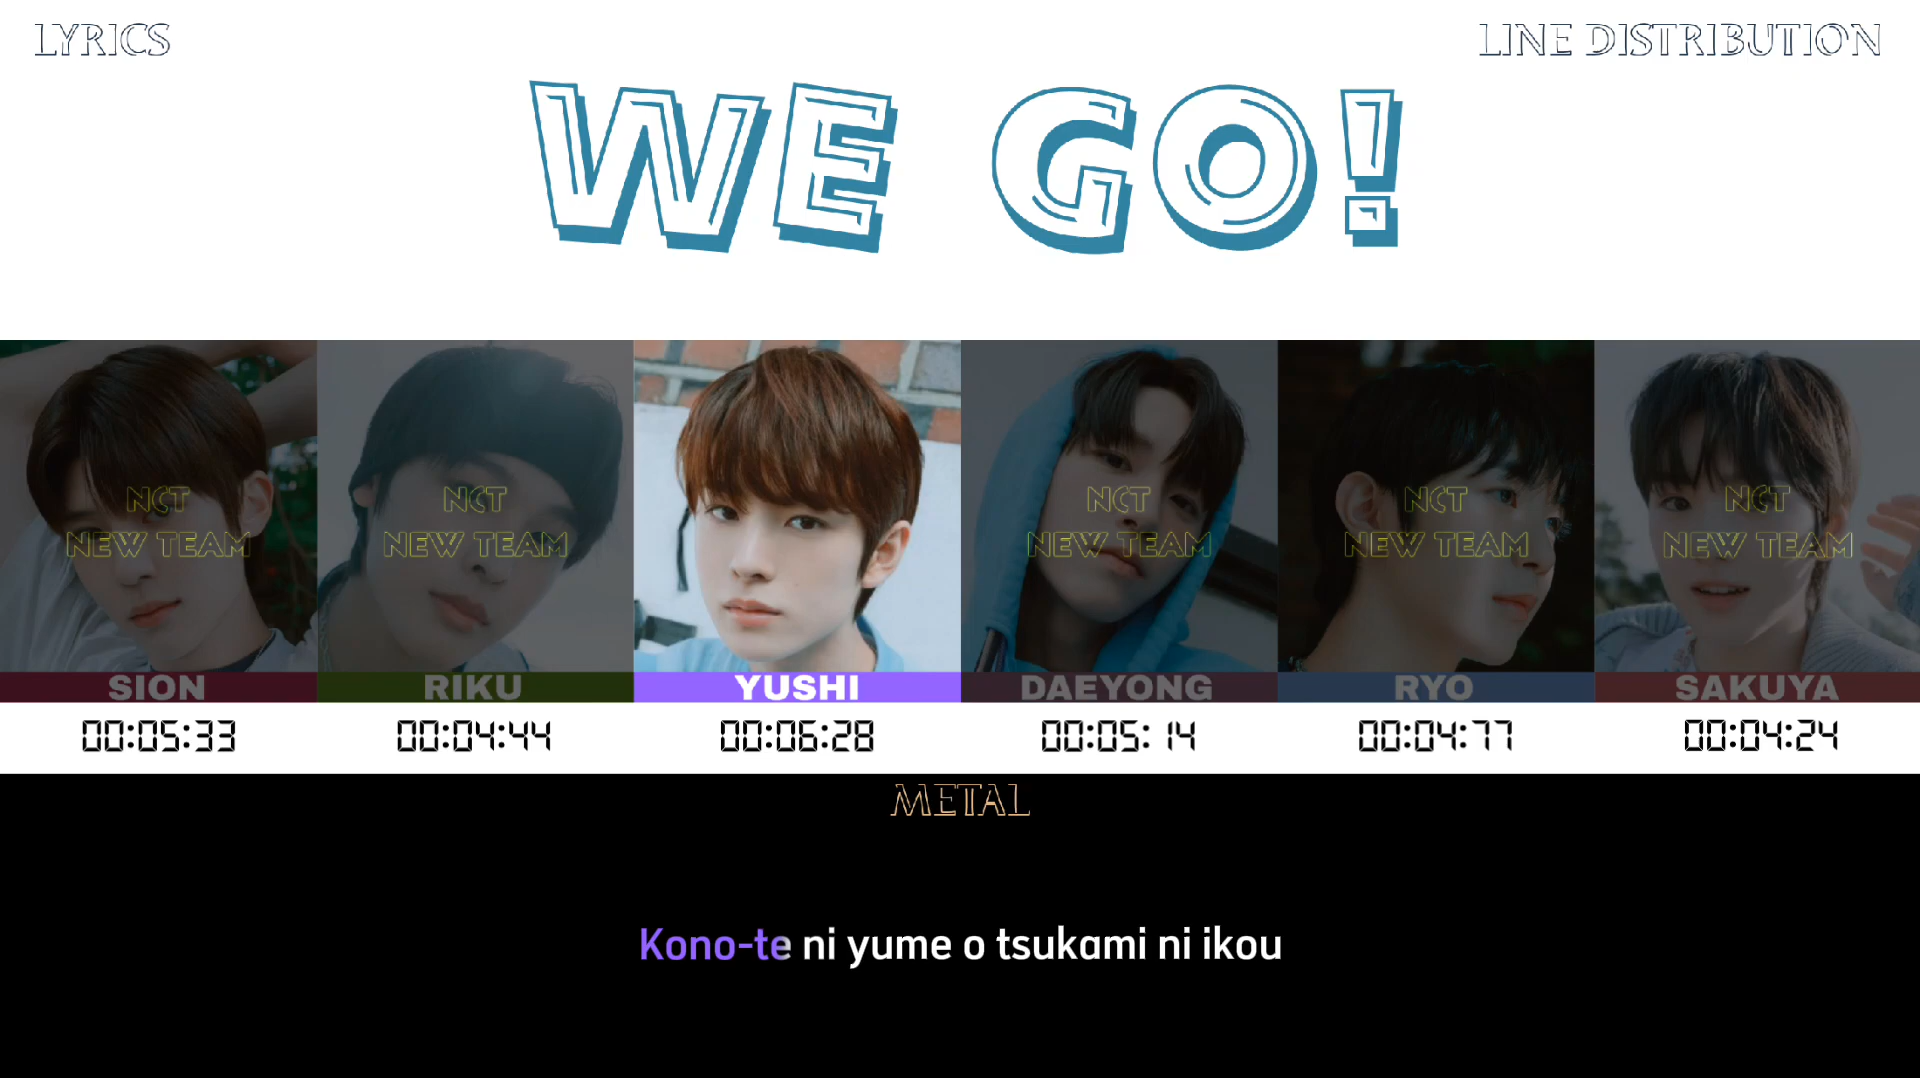 LYRICS
LINE DISTRIBUTION
WE GO!
NCT
NEW TEAM
NCT
NEW TEAM
NCT
NEW TEAM
NCT
NEW TEAM
NCT
NEW TEAM
SION
RIKU
YUSHI
DAEYONG
RYO
SAKUYA
00:05:33
00:04:44
00:06:28
00:05:14
00:04:77
00:04:24
METAL
Kono-te ni yume o tsukami ni ikou